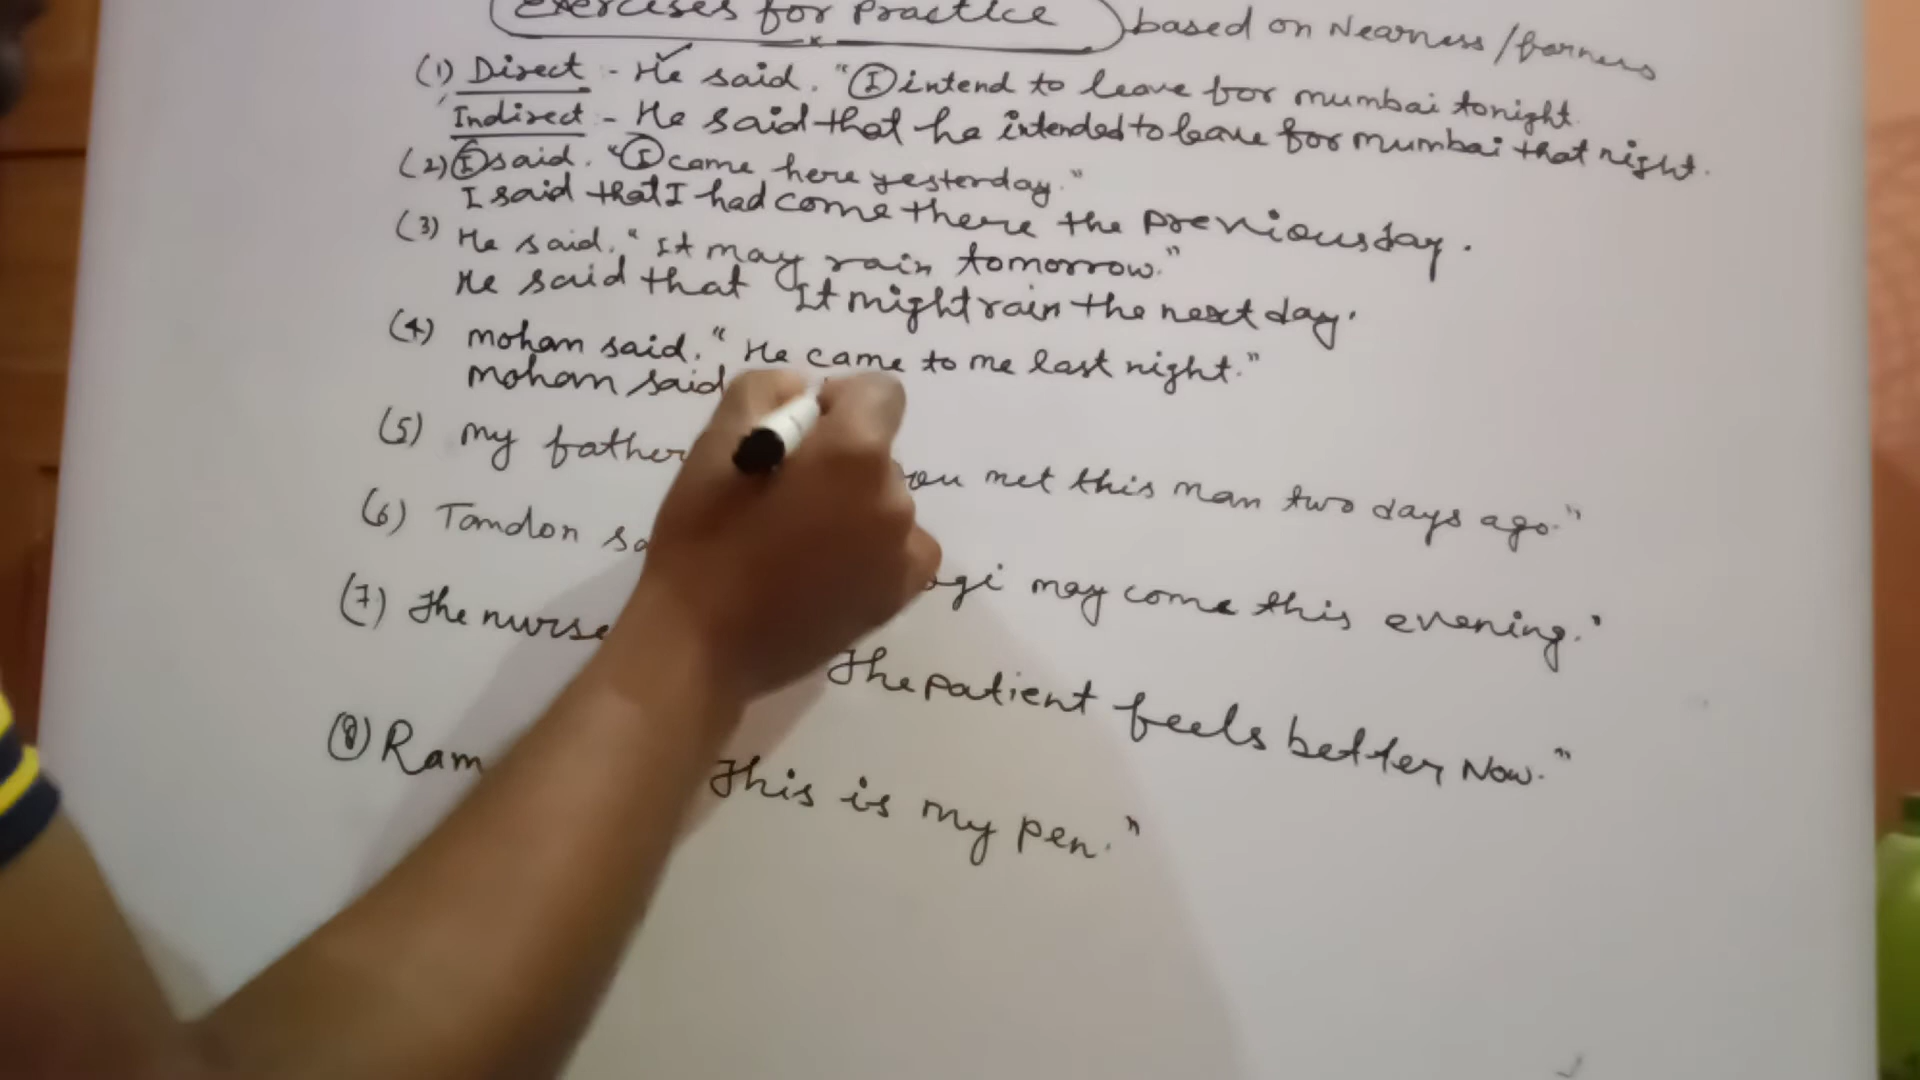 Exercises for Practice based on Nearness/farness
(1) Direct - He said. "I intend to leave for mumbai tonight.
Indirect - He said that he intended to leave for mumbai that night.
(2) I said. "I came here yesterday."
I said that I had come there the previous day.
(3) He said. "It may rain tomorrow."
He said that It might rain the next day.
(4) mohan said. "He came to me last night."
mohan said
(5) my father met this man two days ago."
(6) Tandon may come this evening."
(7) The nurse The patient feels better Now."
(8) Ram This is my pen."